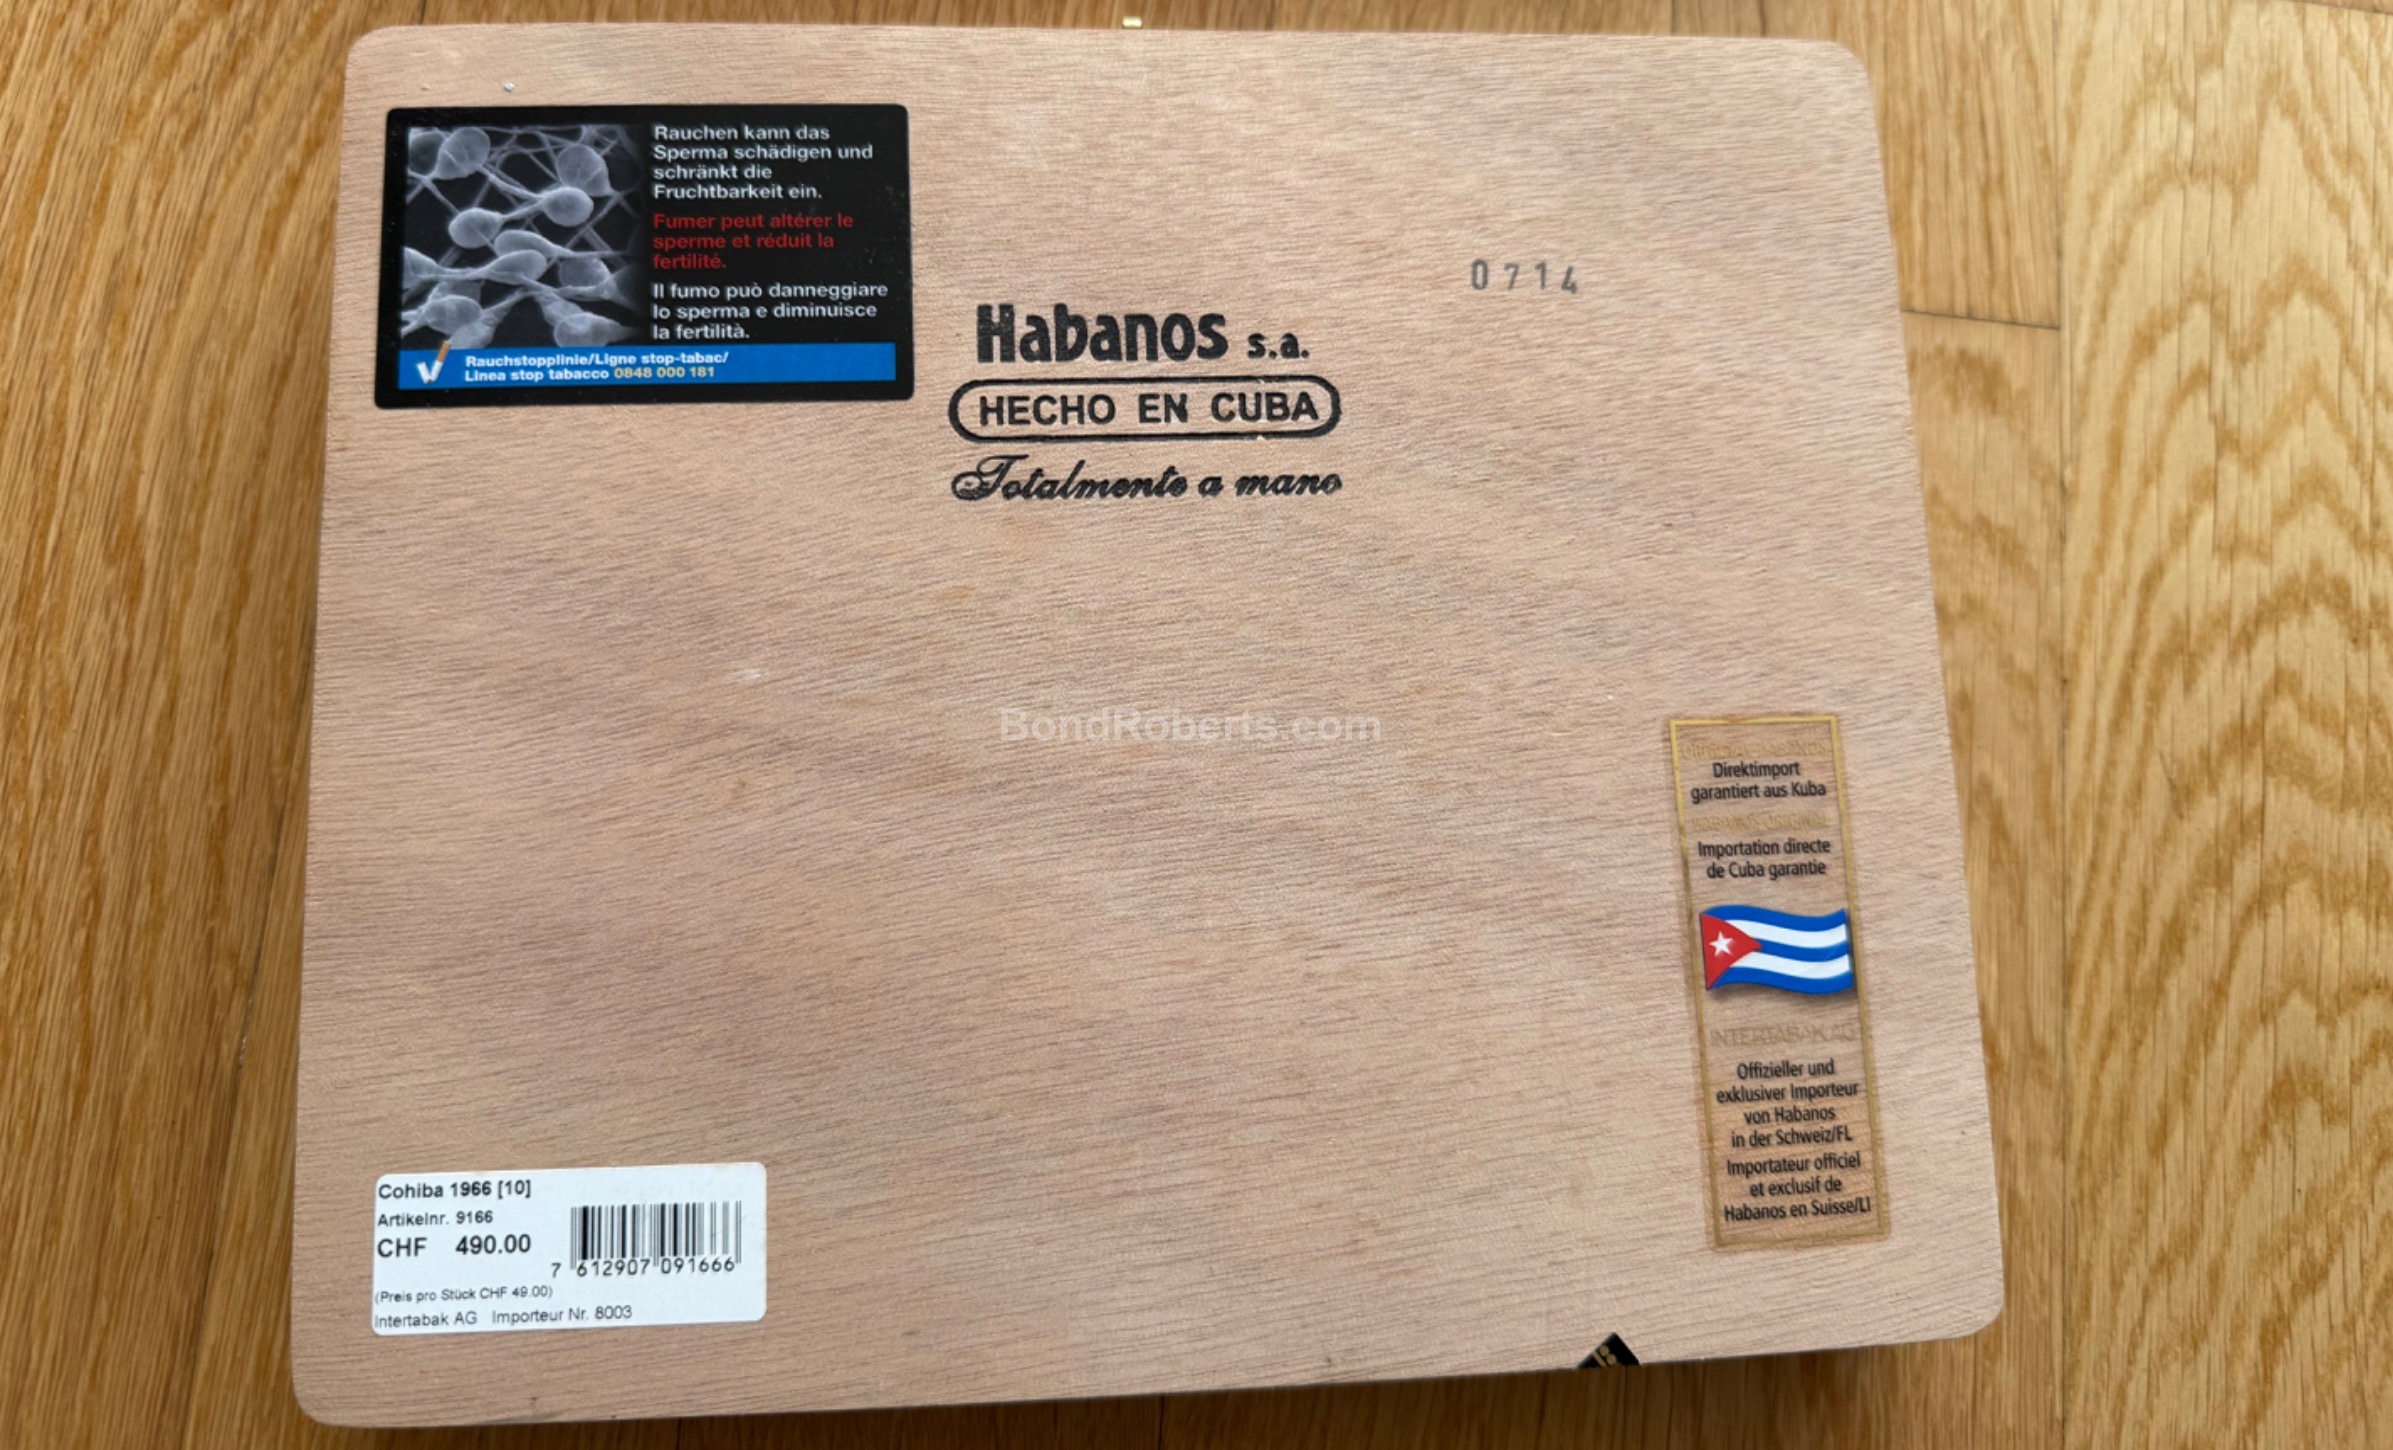 Rauchen kann das
Sperma schädigen und
schränkt die
Fruchtbarkeit ein.
Fumer peut altérer le
sperme et réduit la
fertilité.
Il fumo può danneggiare
lo sperma e diminuisce
la fertilità.
Rauchstopplinie/Ligne stop-tabac/
Linea stop tabacco 0848 000 181
0714
Habanos s.a.
HECHO EN CUBA
Totalmente a mano
BondRoberts.com
Direktimport
garantiert aus Kuba
Importation directe
de Cuba garantie
INTERTABAK AG
Offizieller und
exklusiver Importeur
von Habanos
in der Schweiz/FL
Importateur officiel
et exclusif de
Habanos en Suisse/LI
Cohiba 1966 [10]
Artikelnr. 9166
CHF 490.00
7 612907 091666
(Preis pro Stück CHF 49.00)
Intertabak AG Importeur Nr. 8003